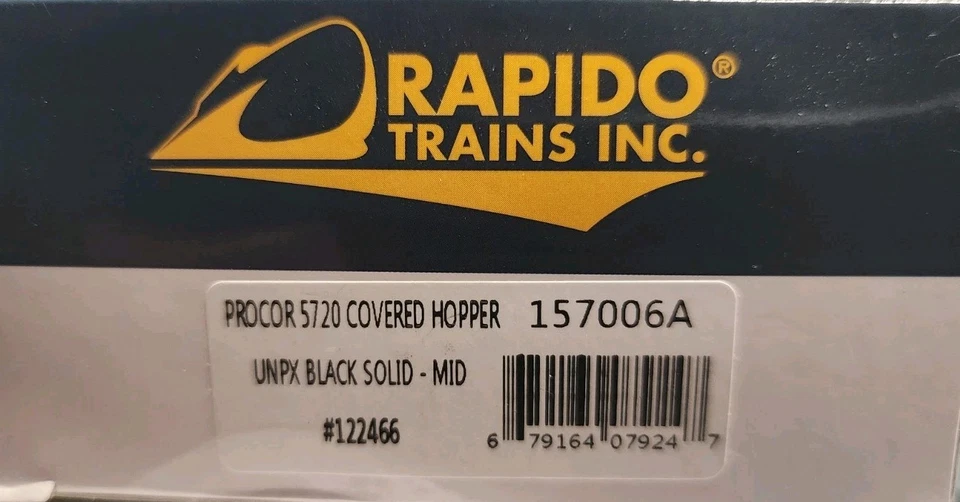 RAPIDO®
TRAINS INC.
PROCOR 5720 COVERED HOPPER 157006A
UNPX BLACK SOLID - MID
#122466
6 79164 07924 7